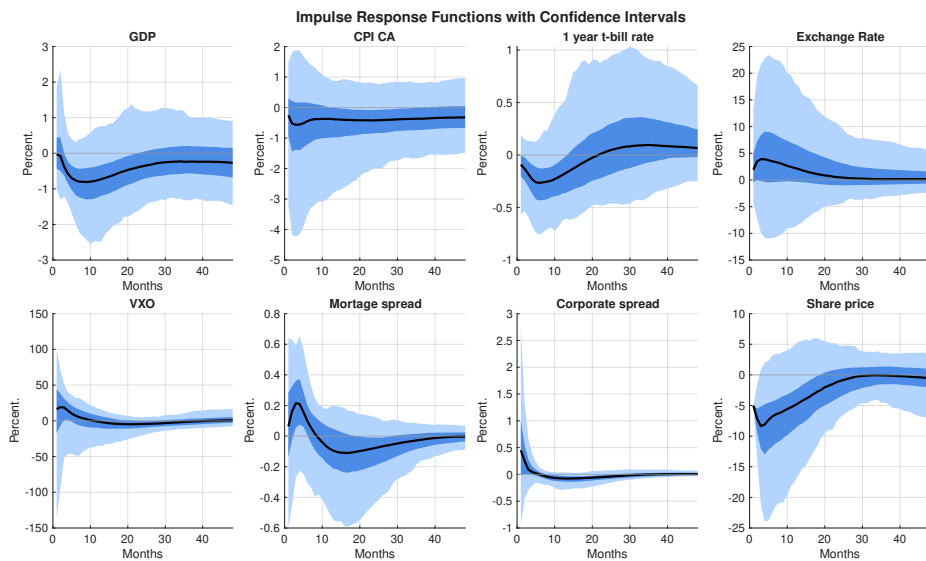 Impulse Response Functions with Confidence Intervals
GDP
Percent.
3
2
1
0
-1
-2
-3
0 10 20 30 40
Months
CPI CA
Percent.
2
1
0
-1
-2
-3
-4
-5
0 10 20 30 40
Months
1 year t-bill rate
Percent.
1
0.5
0
-0.5
-1
0 10 20 30 40
Months
Exchange Rate
Percent.
25
20
15
10
5
0
-5
-10
-15
0 10 20 30 40
Months
VXO
Percent.
150
100
50
0
-50
-100
-150
0 10 20 30 40
Months
Mortage spread
Percent.
0.8
0.6
0.4
0.2
0
-0.2
-0.4
-0.6
0 10 20 30 40
Months
Corporate spread
Percent.
3
2.5
2
1.5
1
0.5
0
-0.5
-1
0 10 20 30 40
Months
Share price
Percent.
10
5
0
-5
-10
-15
-20
-25
0 10 20 30 40
Months